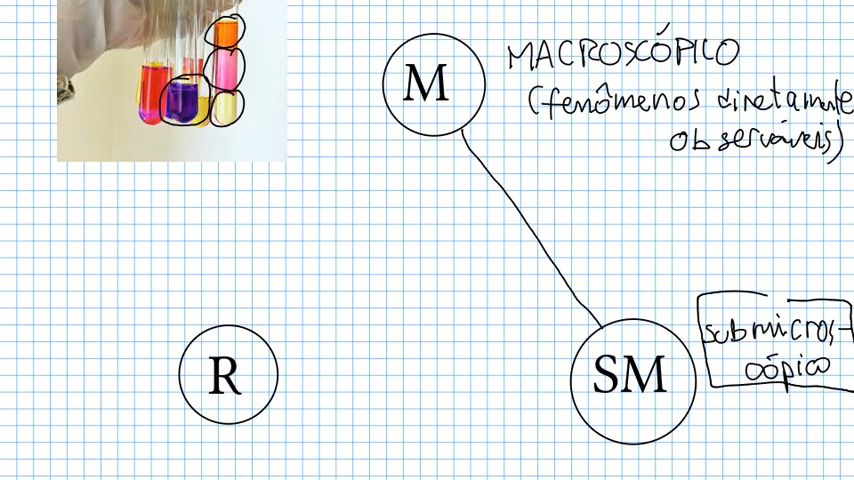 M
MACROSCÓPICO
(fenômenos diretamente
observáveis)
submicros-
cópico
R
SM